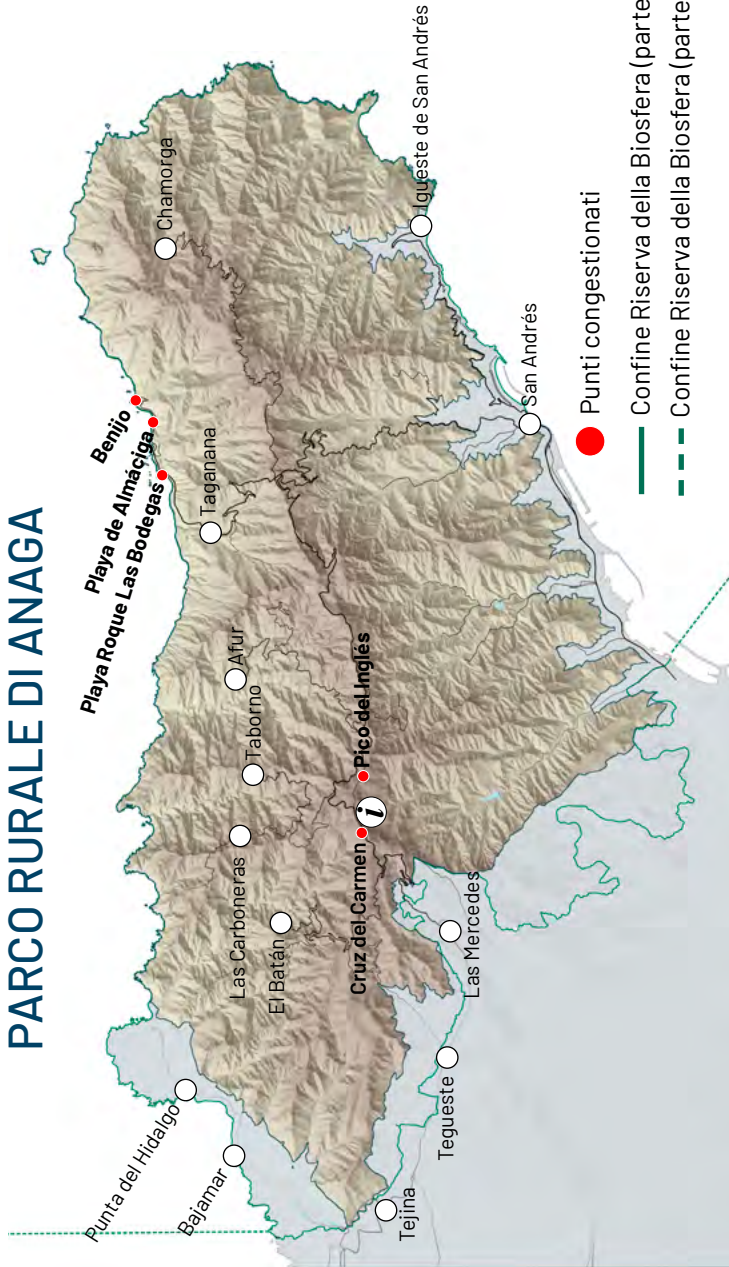 PARCO RURALE DI ANAGA
Chamorga
Benijo
Playa de Almáciga
Playa Roque Las Bodegas
Taganana
Igueste de San Andrés
San Andrés
Afur
Taborno
Pico del Inglés
i
Las Carboneras
El Batán
Cruz del Carmen
Las Mercedes
Punta del Hidalgo
Bajamar
Tegueste
Tejina
Punti congestionati
Confine Riserva della Biosfera (parte
Confine Riserva della Biosfera (parte